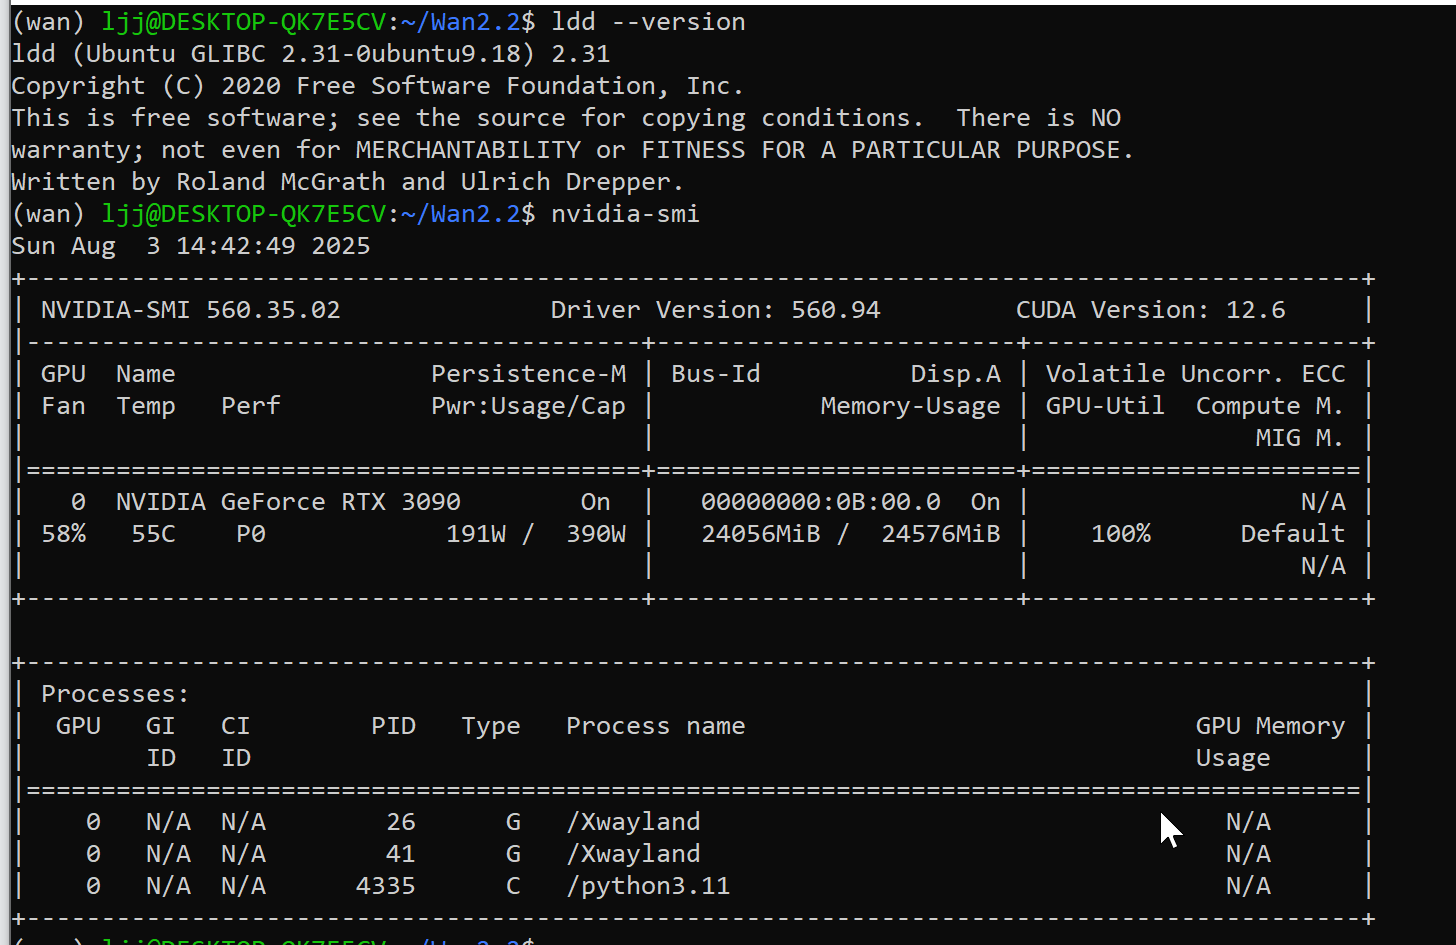 (wan) ljj@DESKTOP-QK7E5CV:~/Wan2.2$ ldd --version
ldd (Ubuntu GLIBC 2.31-0ubuntu9.18) 2.31
Copyright (C) 2020 Free Software Foundation, Inc.
This is free software; see the source for copying conditions.  There is NO
warranty; not even for MERCHANTABILITY or FITNESS FOR A PARTICULAR PURPOSE.
Written by Roland McGrath and Ulrich Drepper.
(wan) ljj@DESKTOP-QK7E5CV:~/Wan2.2$ nvidia-smi
Sun Aug  3 14:42:49 2025
+-----------------------------------------------------------------------------------------+
| NVIDIA-SMI 560.35.02              Driver Version: 560.94         CUDA Version: 12.6     |
|-----------------------------------------+------------------------+----------------------+
| GPU  Name             Persistence-M | Bus-Id          Disp.A | Volatile Uncorr. ECC |
| Fan  Temp   Perf          Pwr:Usage/Cap |           Memory-Usage | GPU-Util  Compute M. |
|                                         |                        |               MIG M. |
|=========================================+========================+======================|
|   0  NVIDIA GeForce RTX 3090        On  |   00000000:0B:00.0  On |                  N/A |
| 58%   55C    P0             191W /  390W |   24056MiB /  24576MiB |    100%      Default |
|                                         |                        |                  N/A |
+-----------------------------------------+------------------------+----------------------+
+-----------------------------------------------------------------------------------------+
| Processes:                                                                              |
|  GPU   GI   CI        PID   Type   Process name                              GPU Memory |
|        ID   ID                                                               Usage      |
|=========================================================================================|
|    0   N/A  N/A        26      G   /Xwayland                                   N/A      |
|    0   N/A  N/A        41      G   /Xwayland                                   N/A      |
|    0   N/A  N/A      4335      C   /python3.11                                 N/A      |
+-----------------------------------------------------------------------------------------+
(wan) ljj@DESKTOP-QK7E5CV:~/Wan2.2$